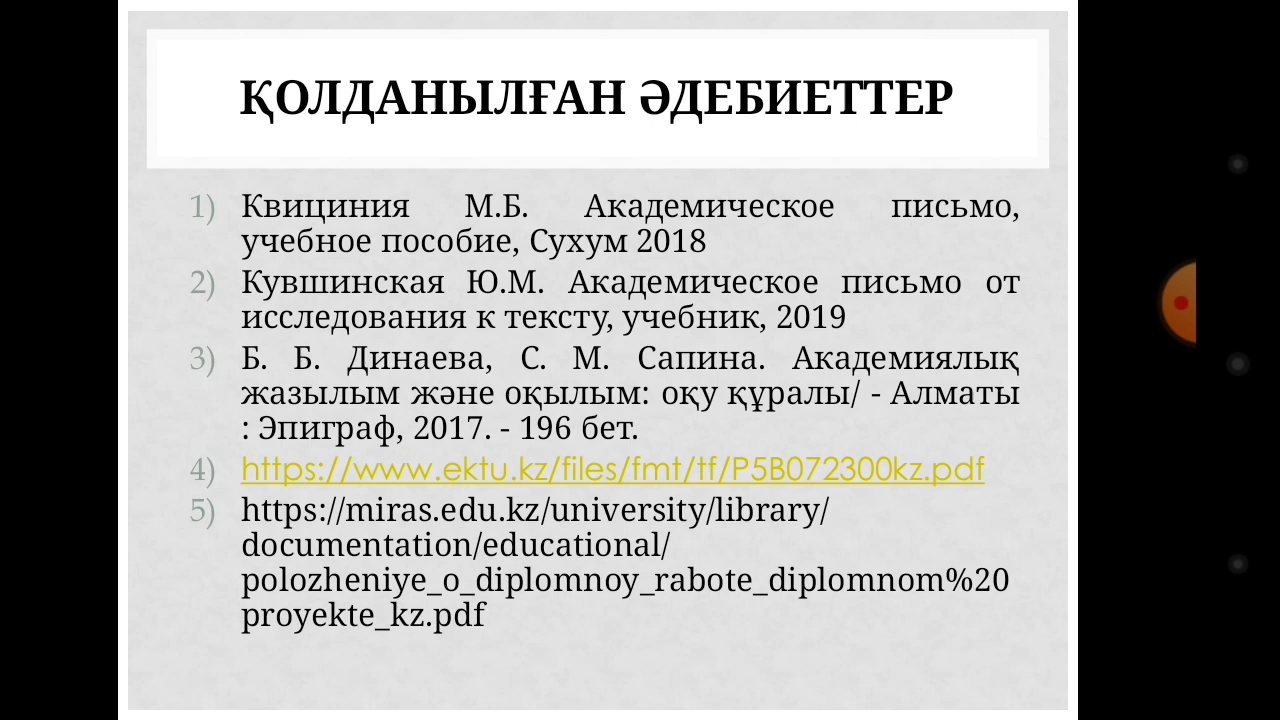 ҚОЛДАНЫЛҒАН ӘДЕБИЕТТЕР
1) Квициния М.Б. Академическое письмо,
учебное пособие, Сухум 2018
2) Кувшинская Ю.М. Академическое письмо от
исследования к тексту, учебник, 2019
3) Б. Б. Динаева, С. М. Сапина. Академиялық
жазылым және оқылым: оқу құралы/ - Алматы
: Эпиграф, 2017. - 196 бет.
4) https://www.ektu.kz/files/fmt/tf/P5B072300kz.pdf
5) https://miras.edu.kz/university/library/
documentation/educational/
polozheniye_o_diplomnoy_rabote_diplomnom%20
proyekte_kz.pdf